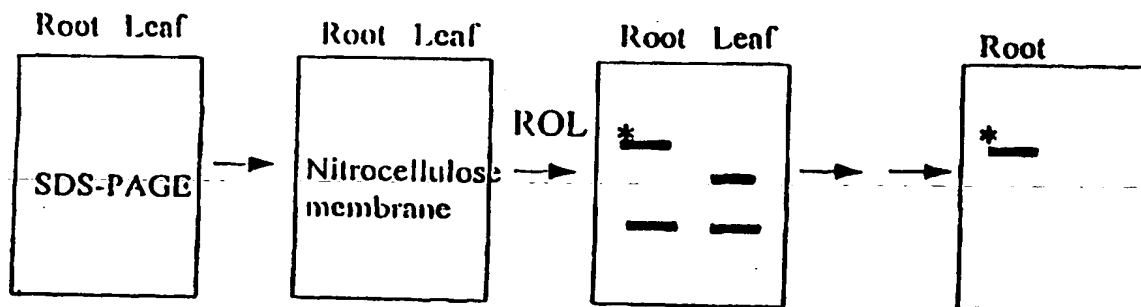 Root Leaf
SDS-PAGE
Root Leaf
Nitrocellulose
membrane
ROL
Root Leaf
*
Root
*